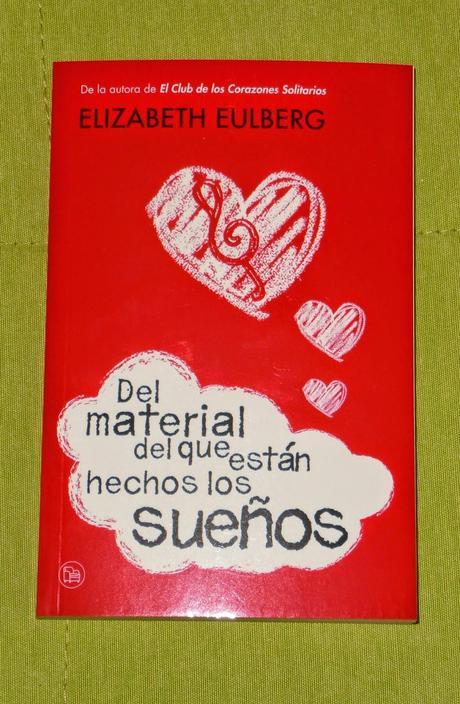 De la autora de El Club de los Corazones Solitarios
ELIZABETH EULBERG
Del
material
del que están
hechos los
sueños